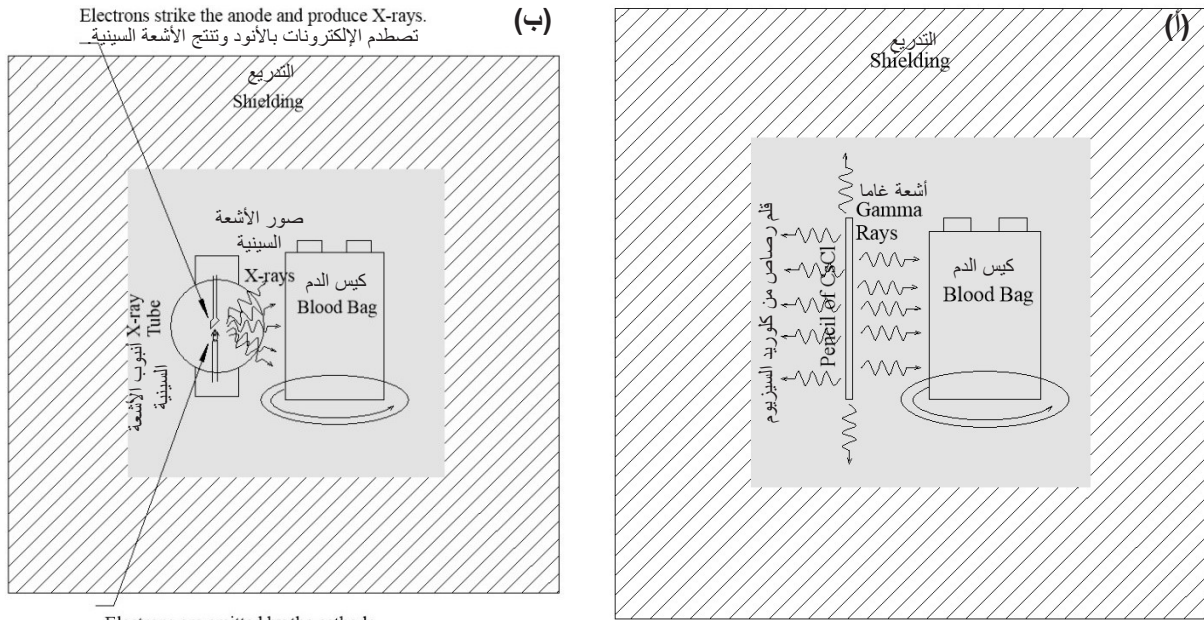 (أ)
التدريع
Shielding
أشعة غاما
Gamma
Rays
قلم رصاص من كلوريد السيزيوم
Pencil of CsCl
كيس الدم
Blood Bag
(ب)
Electrons strike the anode and produce X-rays.
تصطدم الإلكترونات بالأنود وتنتج الأشعة السينية.
التدريع
Shielding
صور الأشعة
السينية
X-rays
X-ray
Tube
أنبوب الأشعة
السينية
كيس الدم
Blood Bag